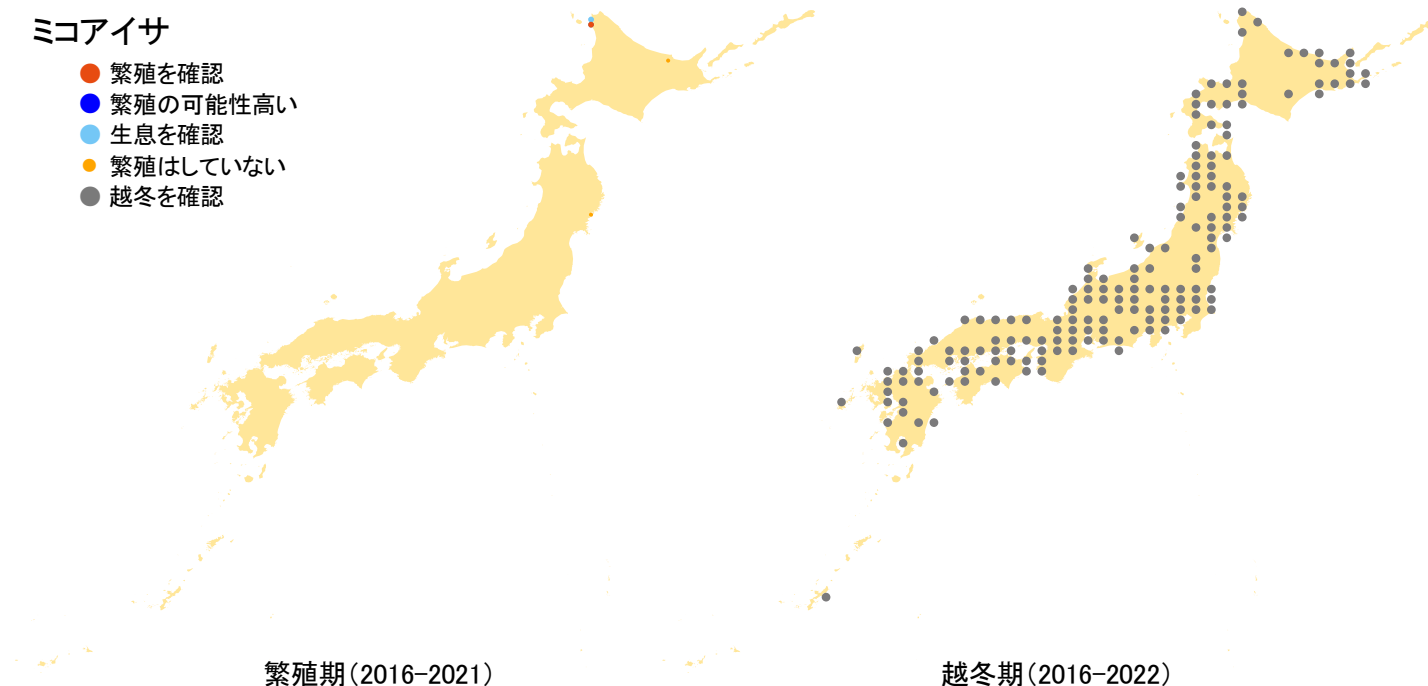 ミコアイサ
繁殖を確認
繁殖の可能性高い
生息を確認
繁殖はしていない
越冬を確認
繁殖期(2016-2021)
越冬期(2016-2022)